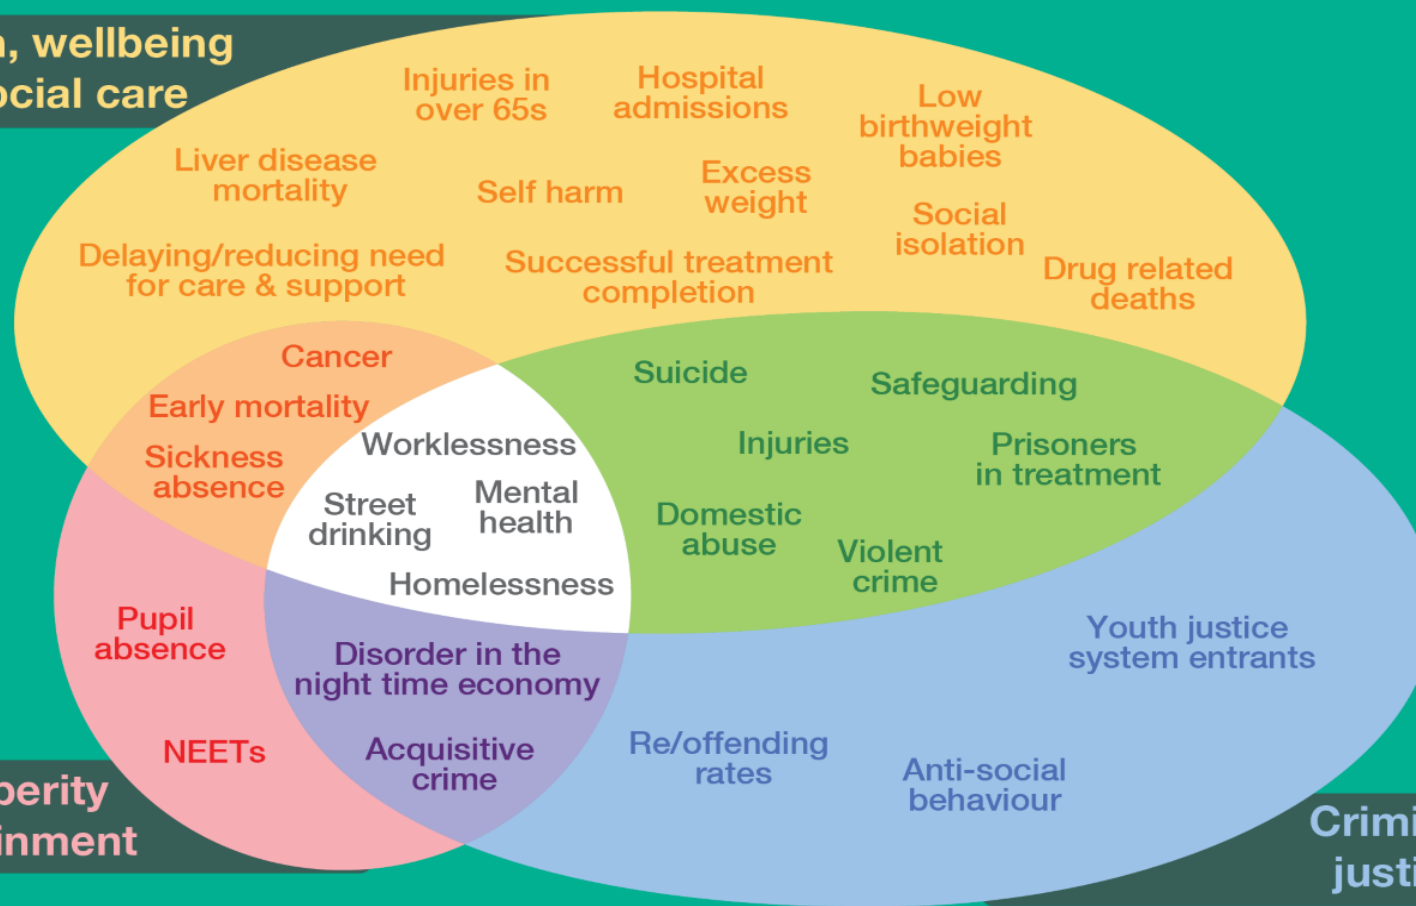 , wellbeing
social care
Injuries in
over 65s
Hospital
admissions
Low
birthweight
babies
Liver disease
mortality
Self harm
Excess
weight
Social
isolation
Delaying/reducing need
for care & support
Successful treatment
completion
Drug related
deaths
Cancer
Early mortality
Sickness
absence
Worklessness
Street
drinking
Mental
health
Homelessness
Suicide
Safeguarding
Injuries
Prisoners
in treatment
Domestic
abuse
Violent
crime
Pupil
absence
NEETs
Disorder in the
night time economy
Acquisitive
crime
Youth justice
system entrants
Re/offending
rates
Anti-social
behaviour
perity
inment
Crimi
justi